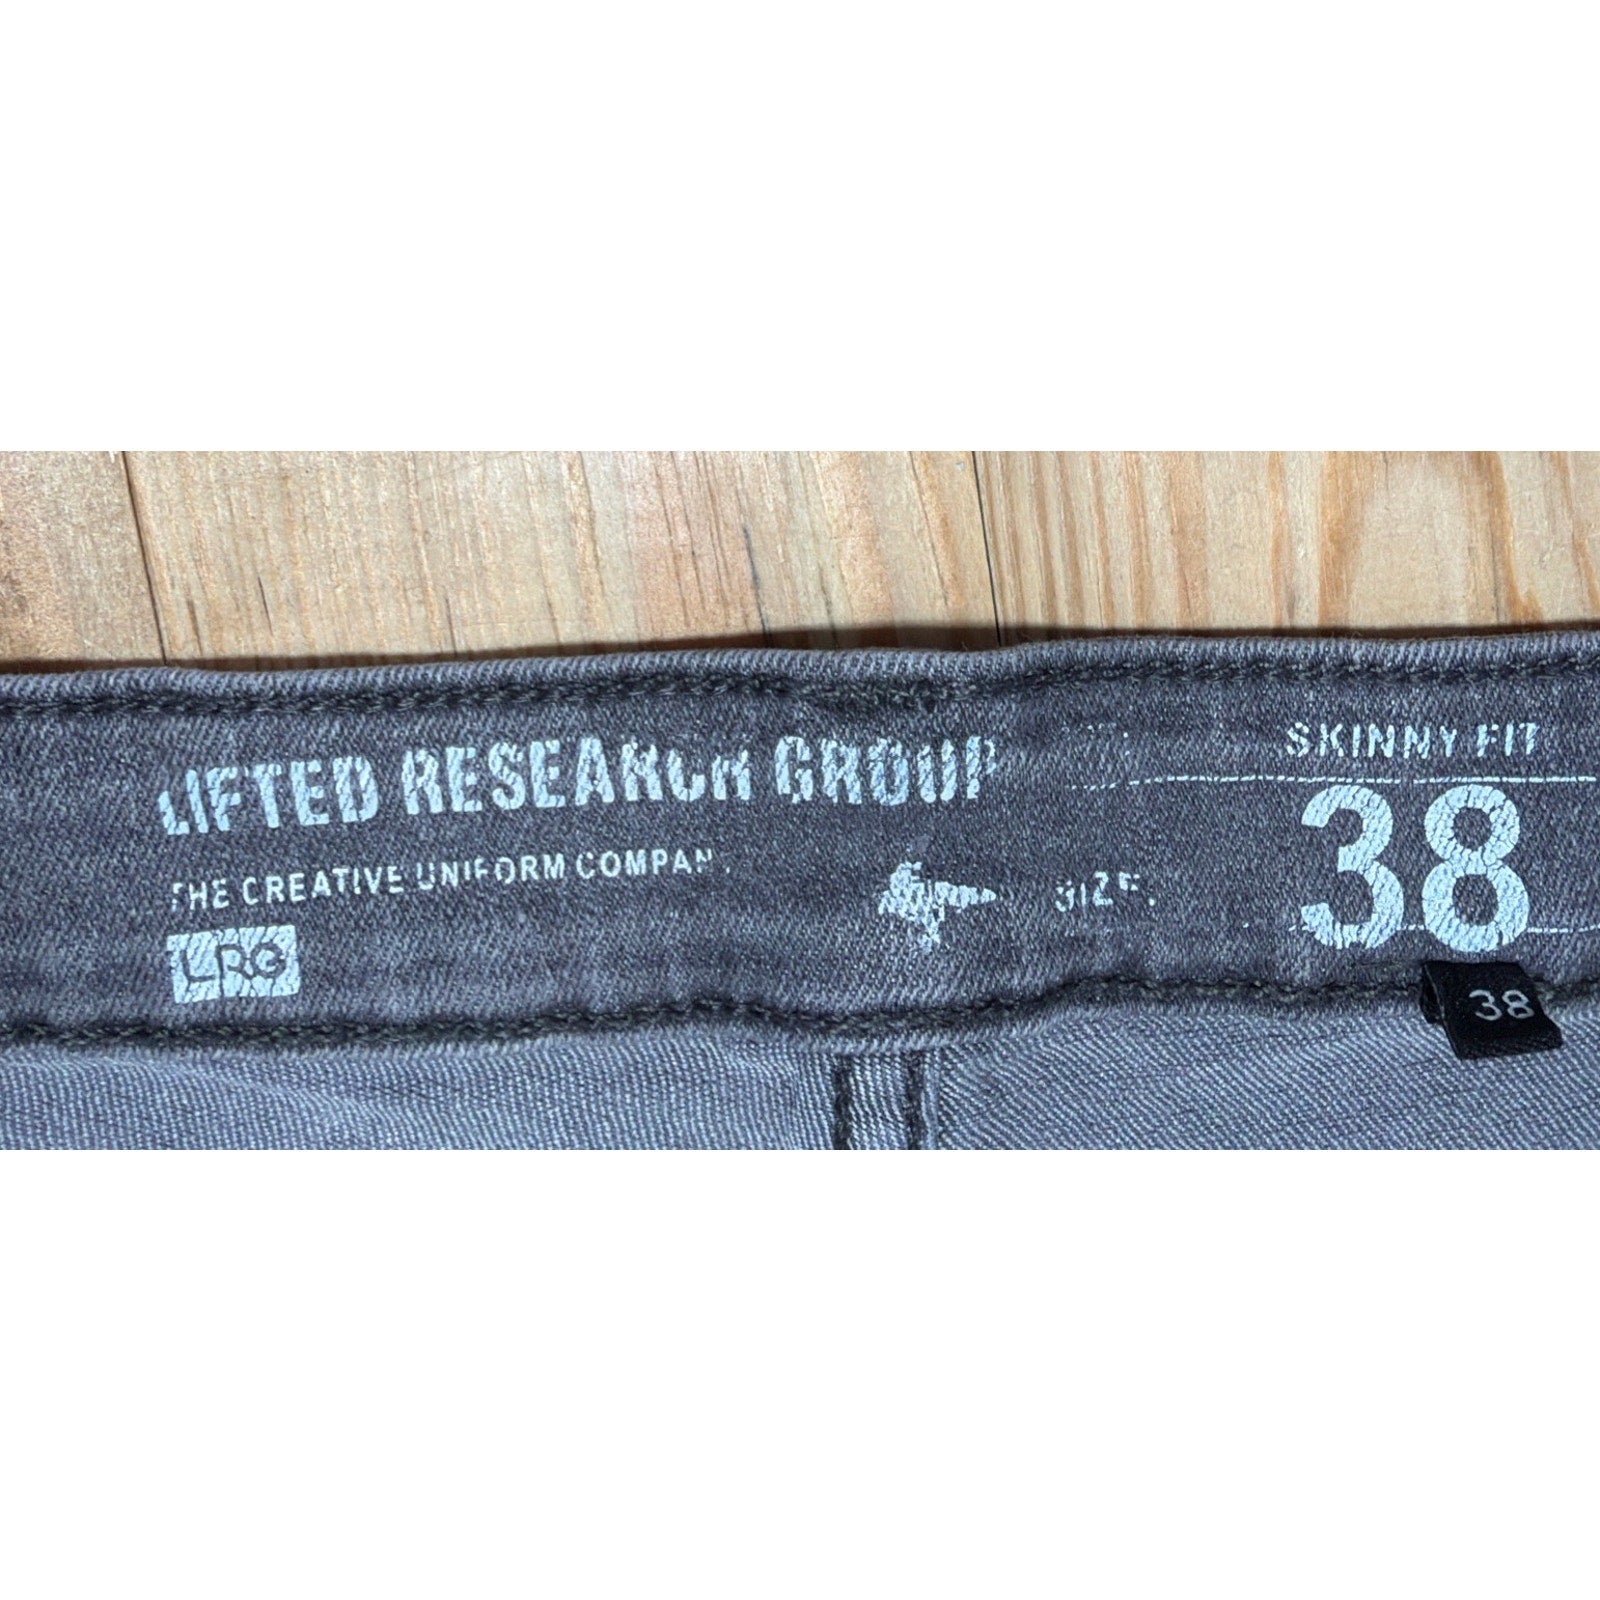 LIFTED RESEARCH GROUP
THE CREATIVE UNIFORM COMPANY
LRG
SIZE:
SKINNY FIT
38
38